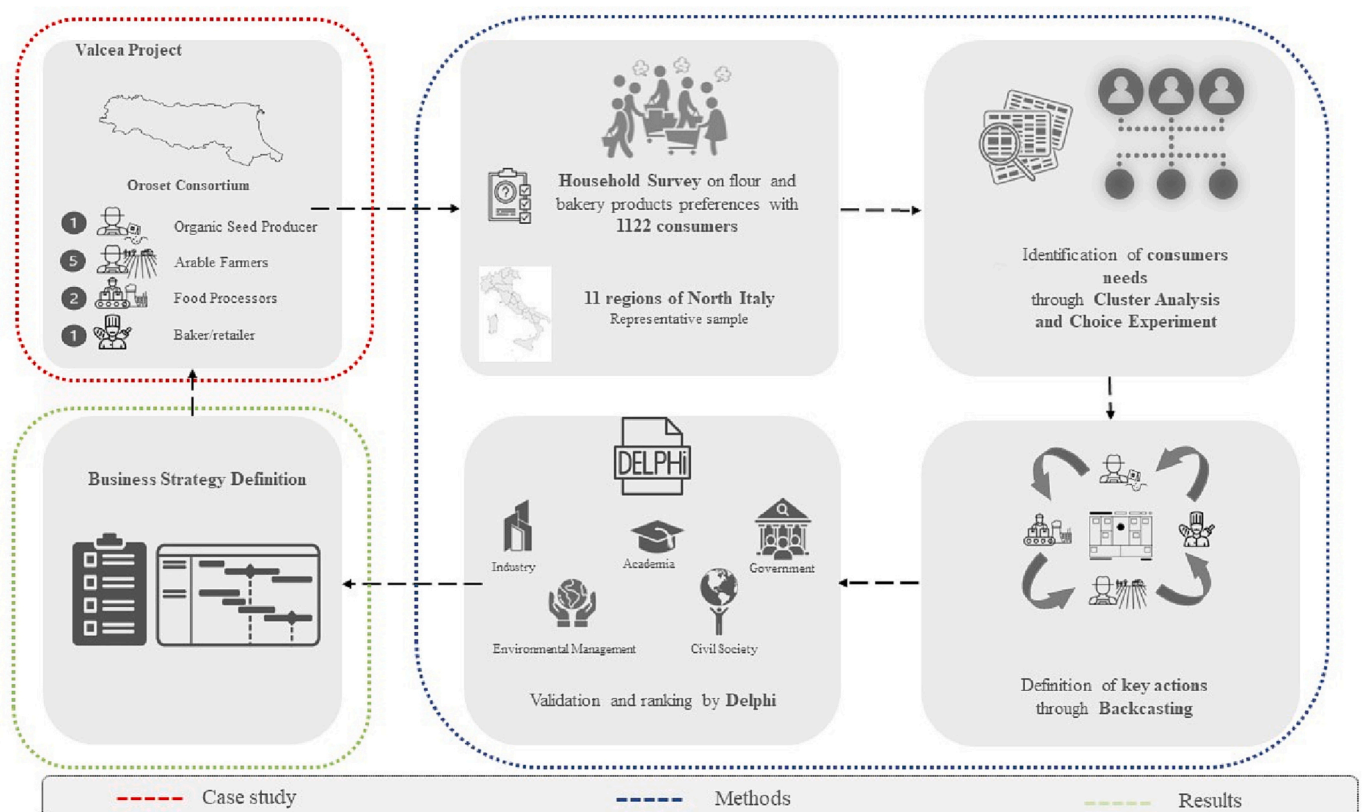 Valcea Project
Oroset Consortium
1 Organic Seed Producer
5 Arable Farmers
2 Food Processors
1 Baker/retailer
Household Survey on flour and
bakery products preferences with
1122 consumers
11 regions of North Italy
Representative sample
Identification of consumers
needs
through Cluster Analysis
and Choice Experiment
Definition of key actions
through Backcasting
DELPHi
Industry
Academia
Government
Environmental Management
Civil Society
Validation and ranking by Delphi
Business Strategy Definition
Case study
Methods
Results